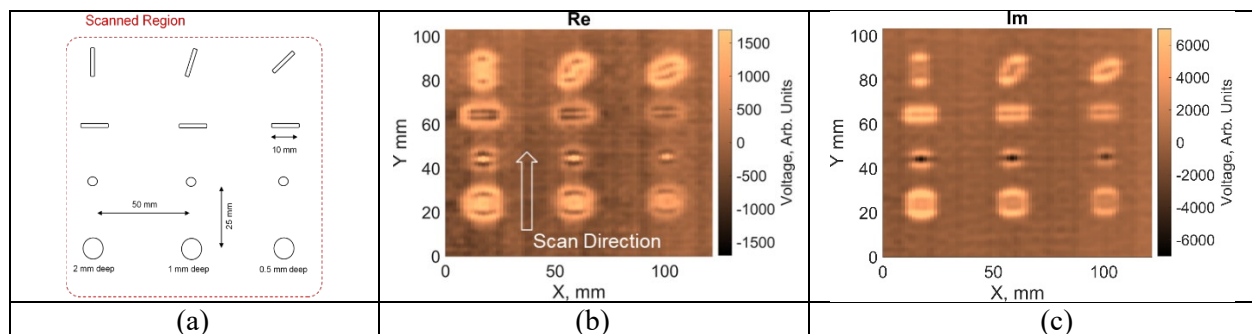 Scanned Region
10 mm
50 mm
25 mm
2 mm deep
1 mm deep
0.5 mm deep
(a)
Re
100
80
60
40
20
0
0
50
100
Y mm
X, mm
Scan Direction
1500
1000
500
0
-500
-1000
-1500
Voltage, Arb. Units
(b)
Im
100
80
60
40
20
0
0
50
100
Y mm
X, mm
6000
4000
2000
0
-2000
-4000
-6000
Voltage, Arb. Units
(c)